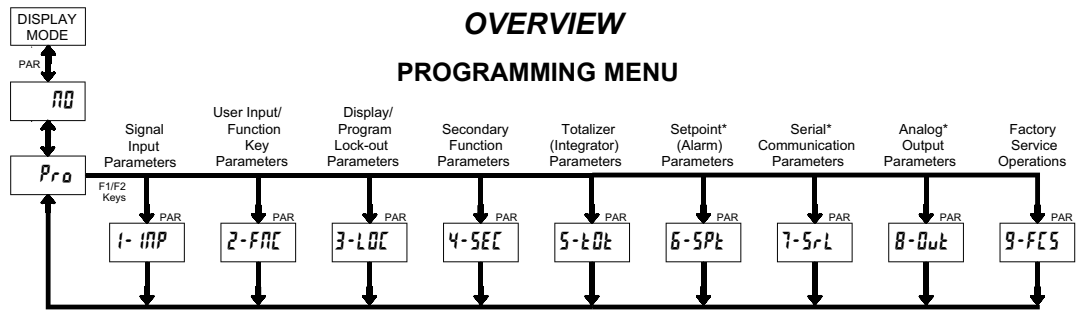 DISPLAY
MODE
OVERVIEW
PAR
PROGRAMMING MENU
NO
Signal
Input
Parameters
User Input/
Function
Key
Parameters
Display/
Program
Lock-out
Parameters
Secondary
Function
Parameters
Totalizer
(Integrator)
Parameters
Setpoint*
(Alarm)
Parameters
Serial*
Communication
Parameters
Analog*
Output
Parameters
Factory
Service
Operations
Pro
F1/F2
Keys
PAR
PAR
PAR
PAR
PAR
PAR
PAR
PAR
PAR
1-INP
2-FNC
3-LOC
4-SEC
5-tOt
6-SPt
7-SrL
8-Out
9-FCS